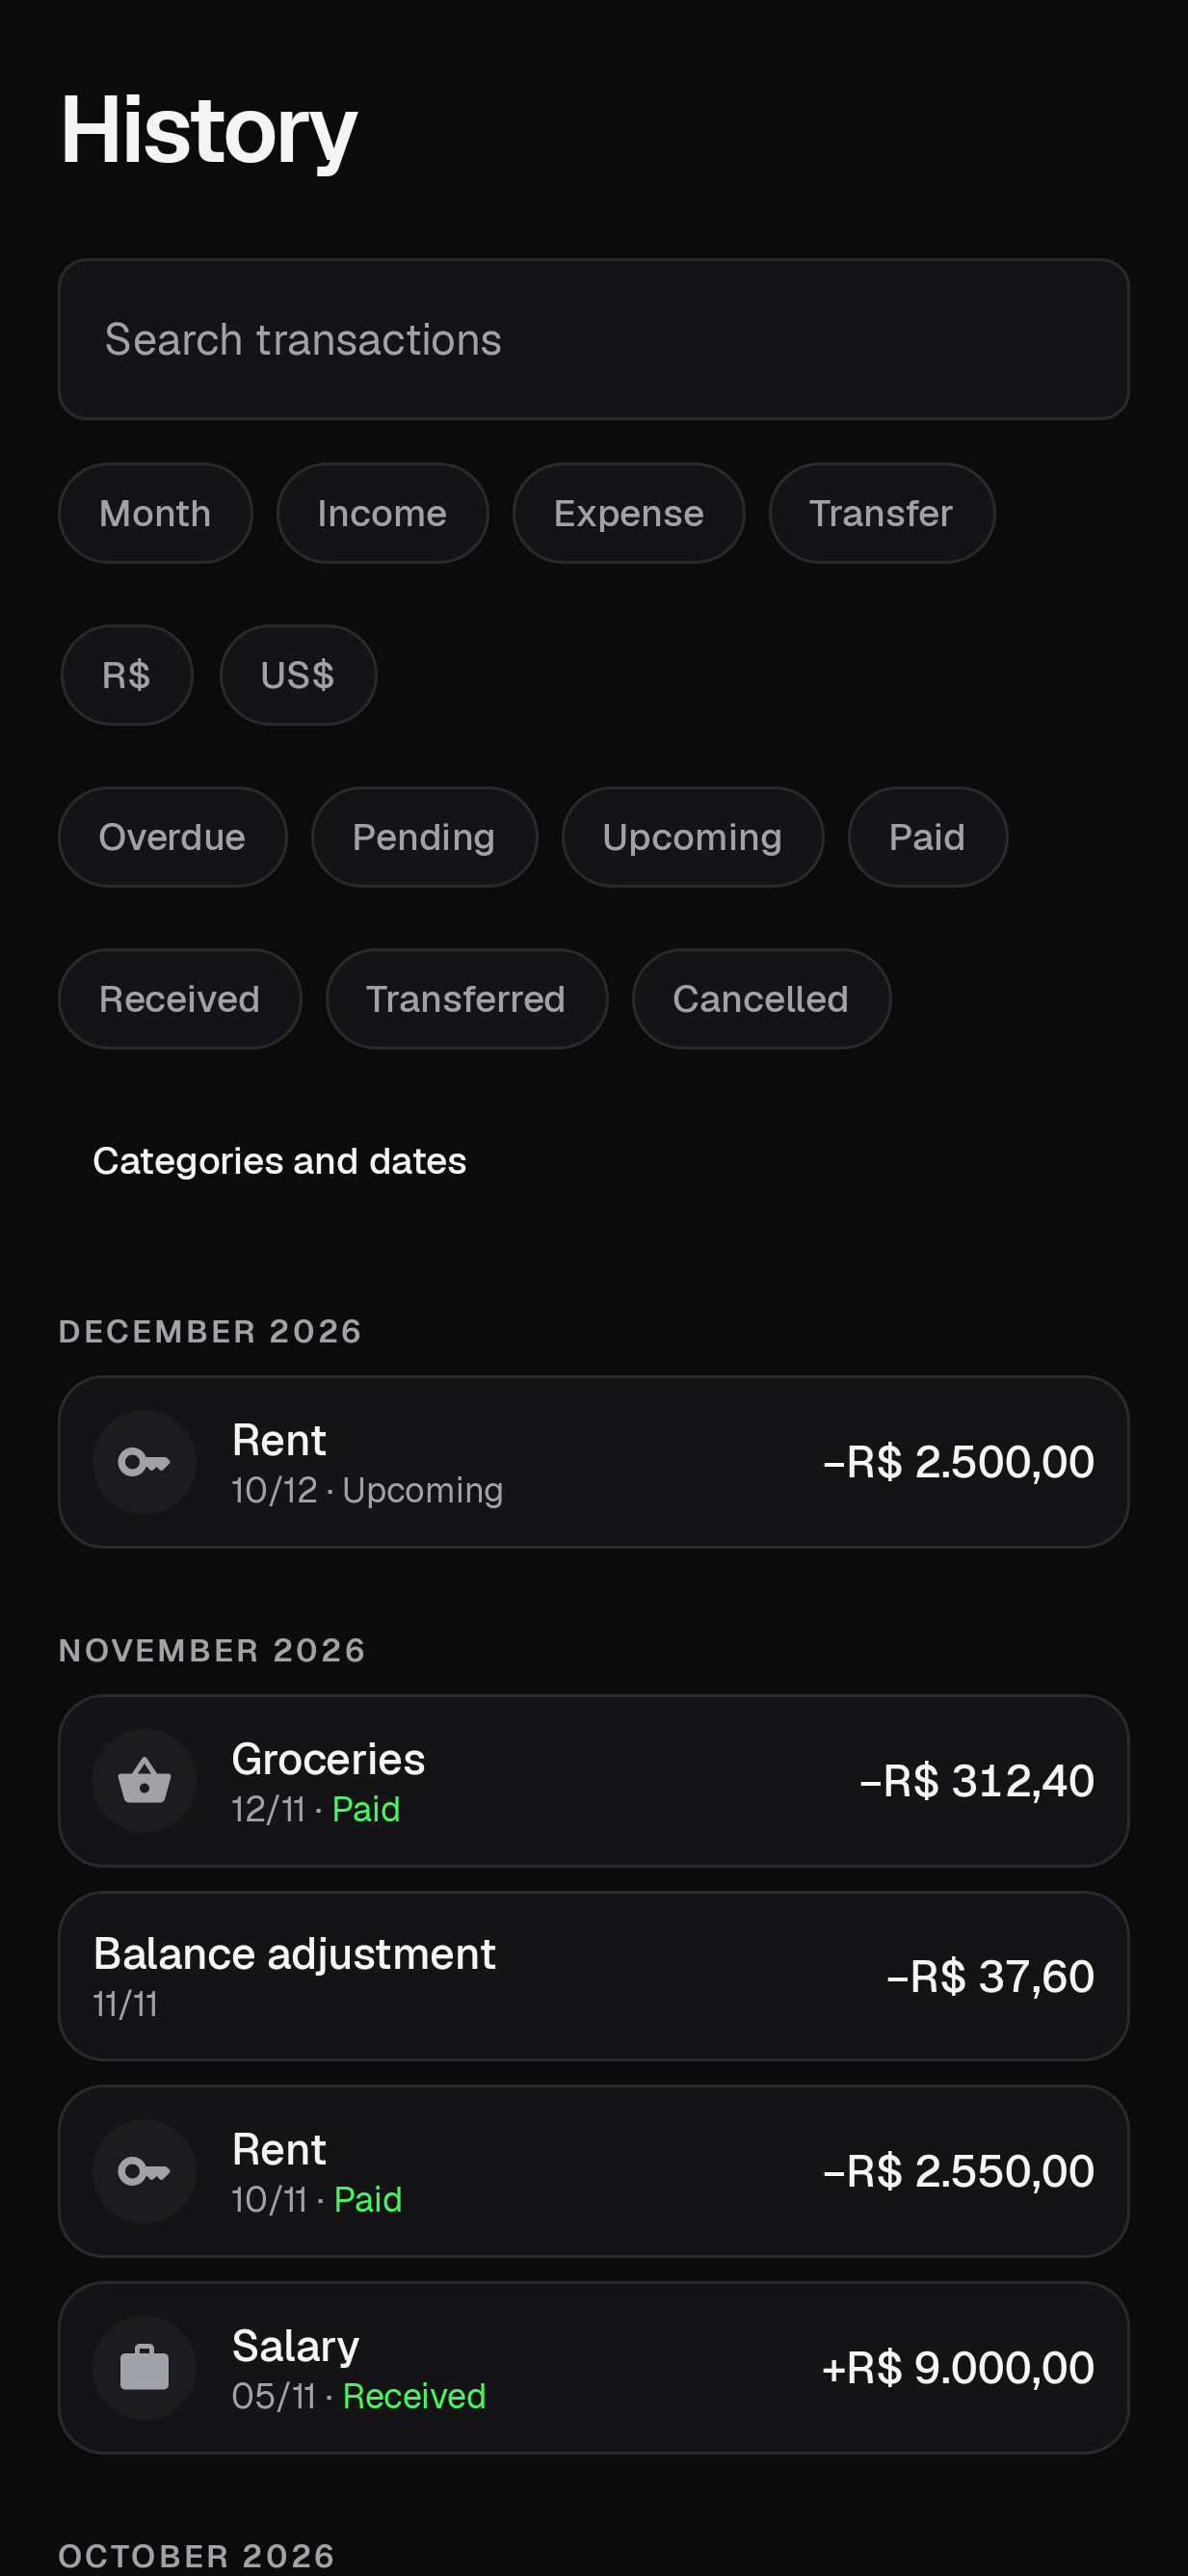 History
Search transactions
Month Income Expense Transfer
R$ US$
Overdue Pending Upcoming Paid
Received Transferred Cancelled
Categories and dates
DECEMBER 2026
Rent
10/12 · Upcoming
−R$ 2.500,00
NOVEMBER 2026
Groceries
12/11 · Paid
−R$ 312,40
Balance adjustment
11/11
−R$ 37,60
Rent
10/11 · Paid
−R$ 2.550,00
Salary
05/11 · Received
+R$ 9.000,00
OCTOBER 2026